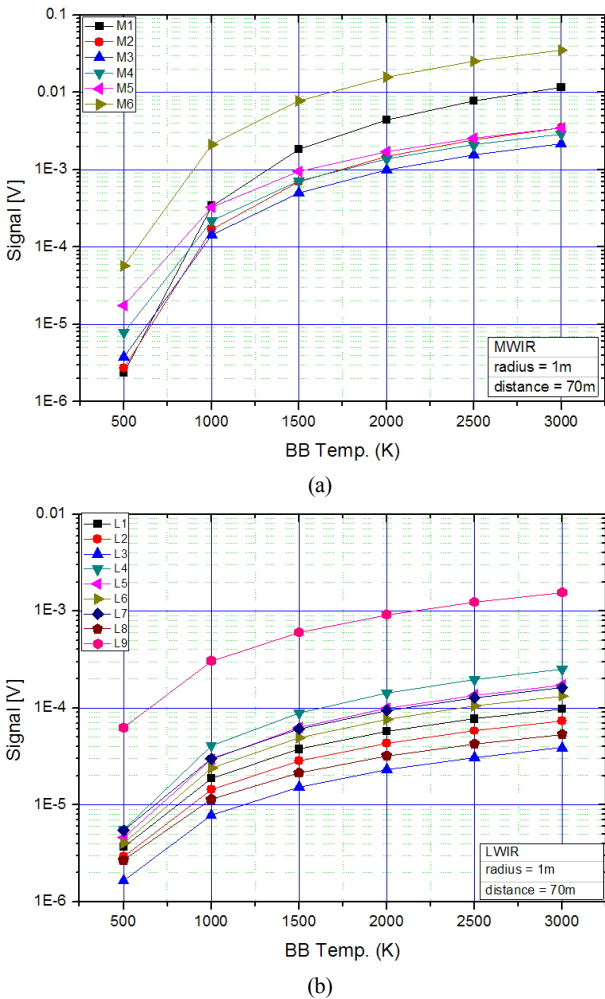 0.1
0.01
1E-3
1E-4
1E-5
1E-6
Signal [V]
M1
M2
M3
M4
M5
M6
MWIR
radius = 1m
distance = 70m
500 1000 1500 2000 2500 3000
BB Temp. (K)
(a)
0.01
1E-3
1E-4
1E-5
1E-6
Signal [V]
L1
L2
L3
L4
L5
L6
L7
L8
L9
LWIR
radius = 1m
distance = 70m
500 1000 1500 2000 2500 3000
BB Temp. (K)
(b)